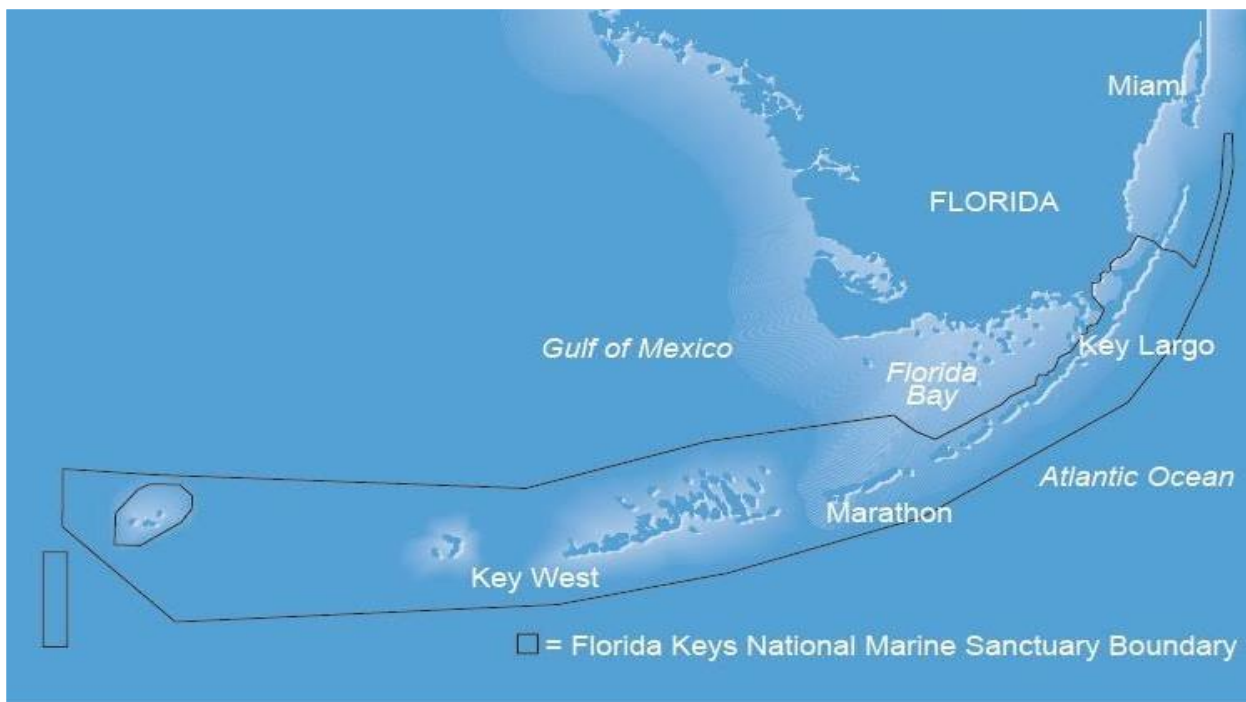 Miami
FLORIDA
Gulf of Mexico
Key Largo
Florida
Bay
Atlantic Ocean
Marathon
Key West
= Florida Keys National Marine Sanctuary Boundary